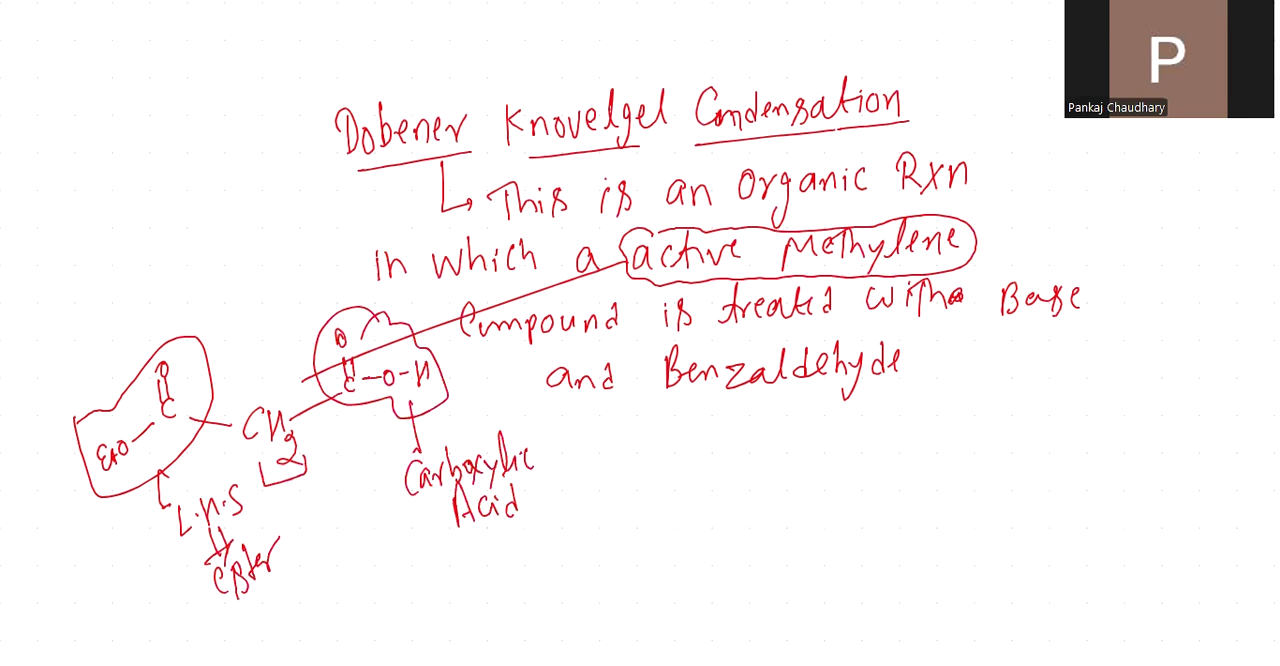 P
Pankaj Chaudhary
Dobener Knovelgel Condensation
↳ This is an Organic Rxn
in which a active Methylene
Compound is treated with a Base
and Benzaldehyde
O
C-O-H
O
C
EtO
CH2
α
Carboxylic
Acid
L.H.S
Ester